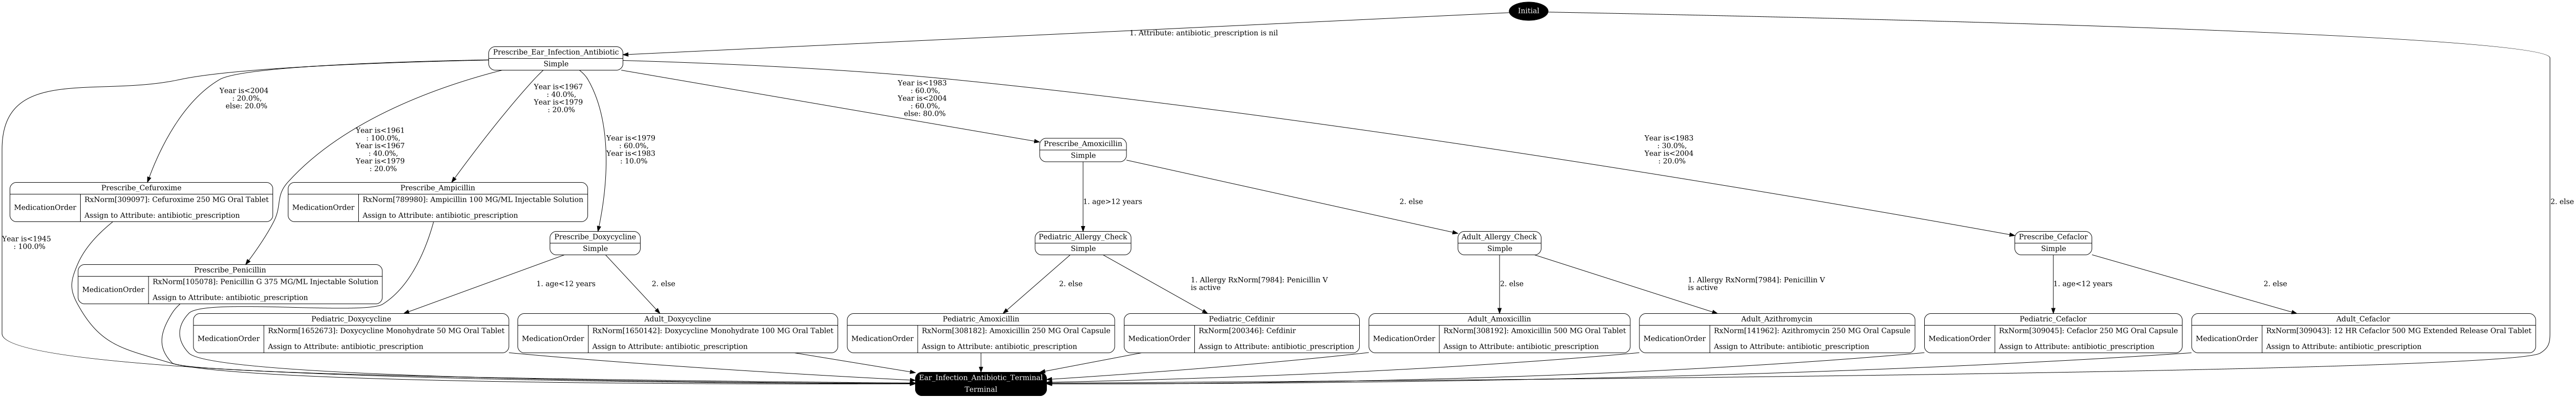 Initial
1. Attribute: antibiotic_prescription is nil
Prescribe_Ear_Infection_Antibiotic
Simple
Year is<2004
: 20.0%,
else: 20.0%
Year is<1967
: 40.0%,
Year is<1979
: 20.0%
Year is<1983
: 60.0%,
Year is<2004
: 60.0%,
else: 80.0%
Year is<1961
: 100.0%,
Year is<1967
: 40.0%,
Year is<1979
: 20.0%
Year is<1979
: 60.0%,
Year is<1983
: 10.0%
Year is<1983
: 30.0%,
Year is<2004
: 20.0%
Prescribe_Amoxicillin
Simple
Prescribe_Cefuroxime
MedicationOrder
RxNorm[309097]: Cefuroxime 250 MG Oral Tablet
Assign to Attribute: antibiotic_prescription
Prescribe_Ampicillin
MedicationOrder
RxNorm[789980]: Ampicillin 100 MG/ML Injectable Solution
Assign to Attribute: antibiotic_prescription
1. age>12 years
2. else
2. else
Year is<1945
: 100.0%
Prescribe_Doxycycline
Simple
Pediatric_Allergy_Check
Simple
Adult_Allergy_Check
Simple
Prescribe_Cefaclor
Simple
Prescribe_Penicillin
MedicationOrder
RxNorm[105078]: Penicillin G 375 MG/ML Injectable Solution
Assign to Attribute: antibiotic_prescription
1. age<12 years
2. else
2. else
1. Allergy RxNorm[7984]: Penicillin V
is active
2. else
1. Allergy RxNorm[7984]: Penicillin V
is active
1. age<12 years
2. else
Pediatric_Doxycycline
MedicationOrder
RxNorm[1652673]: Doxycycline Monohydrate 50 MG Oral Tablet
Assign to Attribute: antibiotic_prescription
Adult_Doxycycline
MedicationOrder
RxNorm[1650142]: Doxycycline Monohydrate 100 MG Oral Tablet
Assign to Attribute: antibiotic_prescription
Pediatric_Amoxicillin
MedicationOrder
RxNorm[308182]: Amoxicillin 250 MG Oral Capsule
Assign to Attribute: antibiotic_prescription
Pediatric_Cefdinir
MedicationOrder
RxNorm[200346]: Cefdinir
Assign to Attribute: antibiotic_prescription
Adult_Amoxicillin
MedicationOrder
RxNorm[308192]: Amoxicillin 500 MG Oral Tablet
Assign to Attribute: antibiotic_prescription
Adult_Azithromycin
MedicationOrder
RxNorm[141962]: Azithromycin 250 MG Oral Capsule
Assign to Attribute: antibiotic_prescription
Pediatric_Cefaclor
MedicationOrder
RxNorm[309045]: Cefaclor 250 MG Oral Capsule
Assign to Attribute: antibiotic_prescription
Adult_Cefaclor
MedicationOrder
RxNorm[309043]: 12 HR Cefaclor 500 MG Extended Release Oral Tablet
Assign to Attribute: antibiotic_prescription
Ear_Infection_Antibiotic_Terminal
Terminal